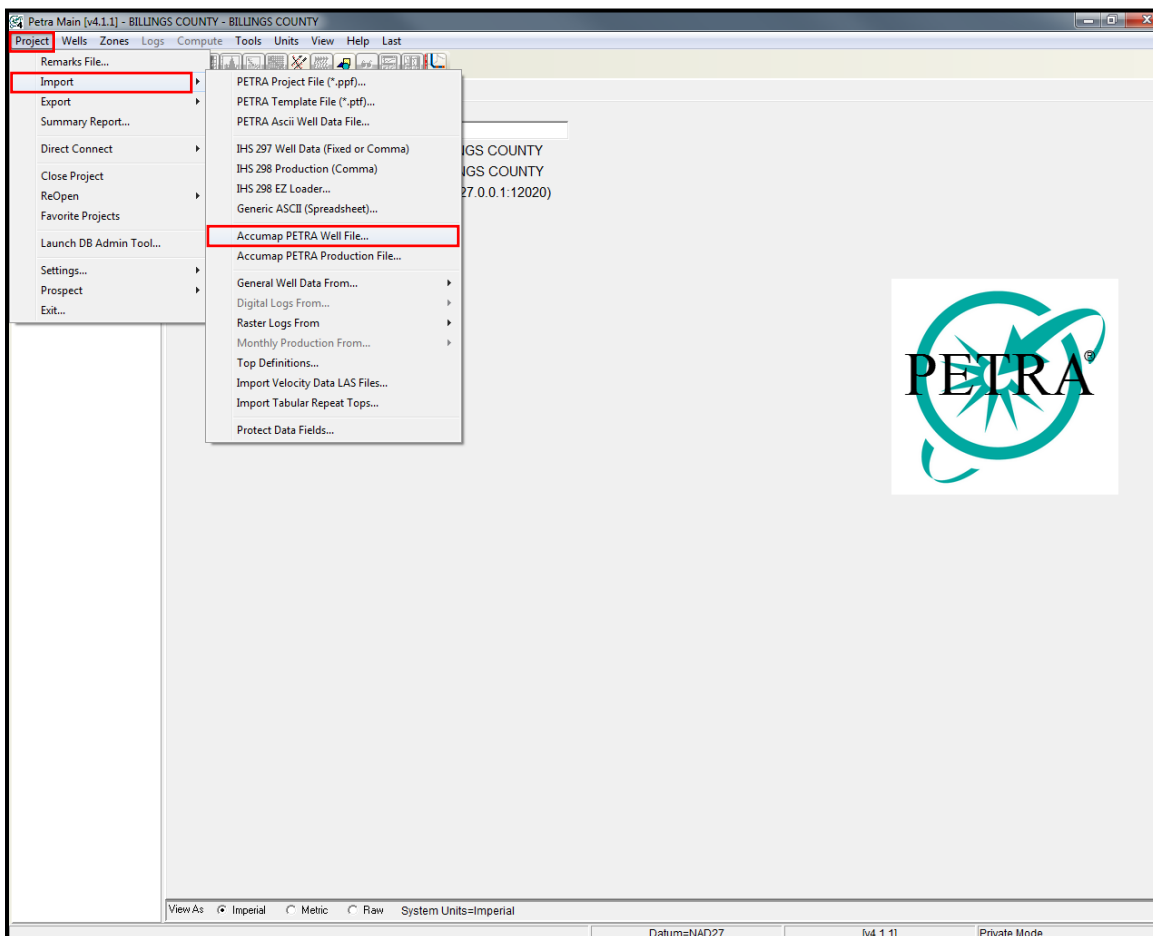 Petra Main [v4.1.1] - BILLINGS COUNTY - BILLINGS COUNTY
Project Wells Zones Logs Compute Tools Units View Help Last
Remarks File...
Import
Export
Summary Report...
Direct Connect
Close Project
ReOpen
Favorite Projects
Launch DB Admin Tool...
Settings...
Prospect
Exit...
PETRA Project File (*.ppf)...
PETRA Template File (*.ptf)...
PETRA Ascii Well Data File...
IHS 297 Well Data (Fixed or Comma)
IHS 298 Production (Comma)
IHS 298 EZ Loader...
Generic ASCII (Spreadsheet)...
Accumap PETRA Well File...
Accumap PETRA Production File...
General Well Data From...
Digital Logs From...
Raster Logs From
Monthly Production From...
Top Definitions...
Import Velocity Data LAS Files...
Import Tabular Repeat Tops...
Protect Data Fields...
IGS COUNTY
IGS COUNTY
27.0.0.1:12020)
PETRA®
View As Imperial Metric Raw System Units=Imperial
Datum=NAD27 [v4.1.1] Private Mode